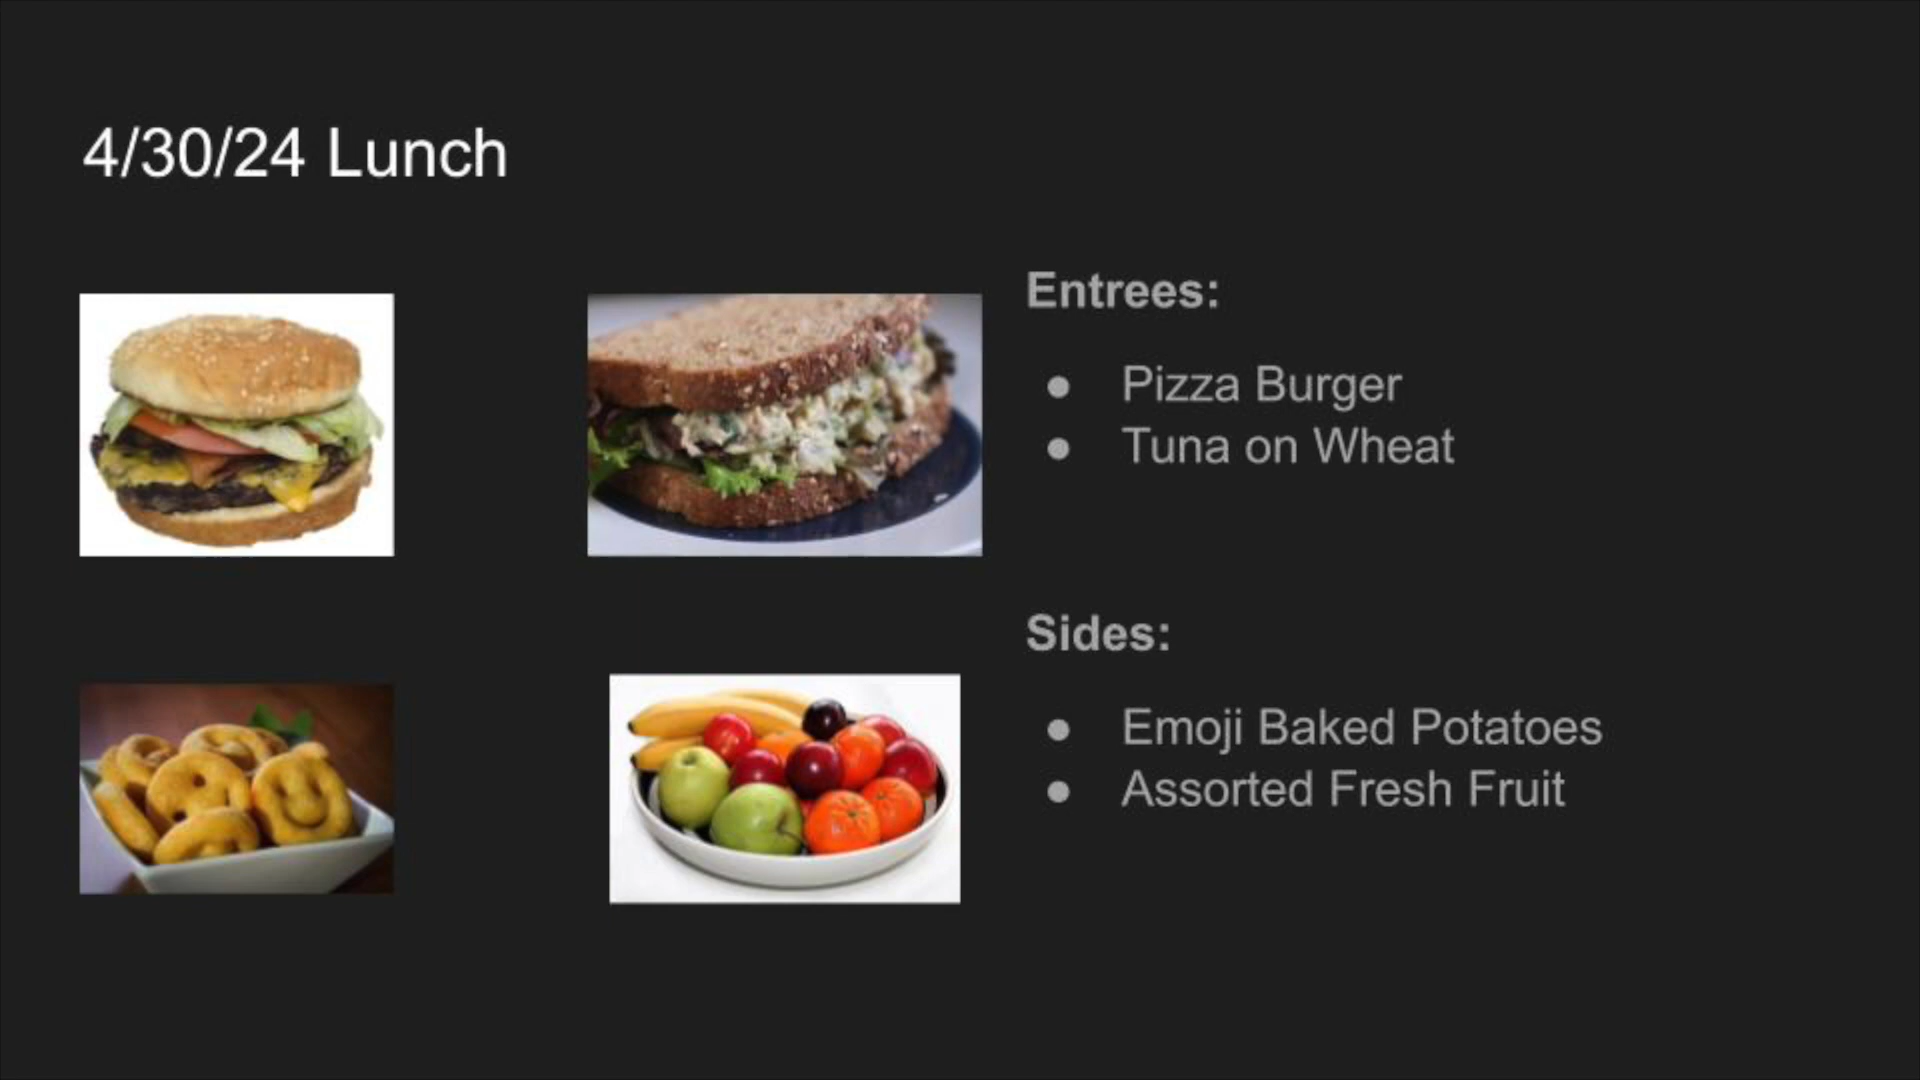 4/30/24 Lunch
Entrees:
● Pizza Burger
● Tuna on Wheat
Sides:
● Emoji Baked Potatoes
● Assorted Fresh Fruit